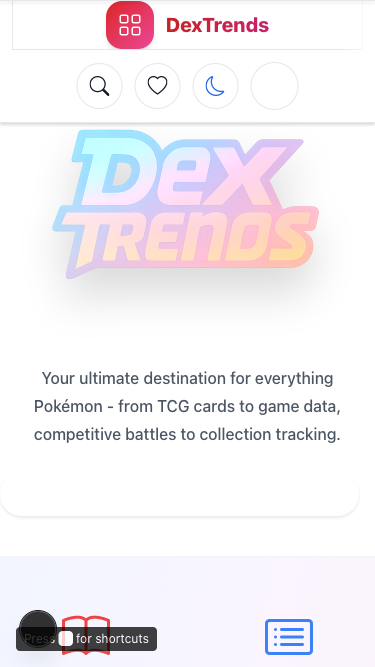 DexTrends
Dex
TRENDS
Your ultimate destination for everything
Pokémon - from TCG cards to game data,
competitive battles to collection tracking.
Press for shortcuts